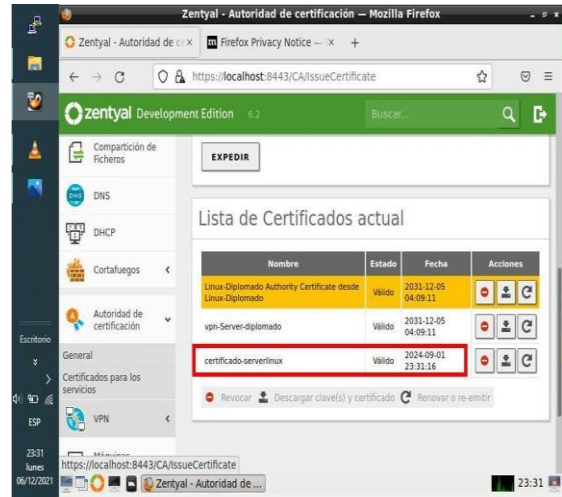 Zentyal - Autoridad de certificación — Mozilla Firefox
Zentyal - Autoridad de ce
Firefox Privacy Notice —
https://localhost:8443/CA/IssueCertificate
zentyal Development Edition 6.2
Buscar...
Compartición de
Ficheros
EXPEDIR
DNS
DHCP
Cortafuegos
Autoridad de
certificación
General
Certificados para los
servicios
VPN
Lista de Certificados actual
Nombre Estado Fecha Acciones
Linux-Diplomado Authority Certificate desde
Linux-Diplomado
Válido
2031-12-05
04:09:11
vpn-Server-diplomado Válido
2031-12-05
04:09:11
certificado-serverlinux Válido
2024-09-01
23:31:16
Revocar Descargar clave(s) y certificado Renovar o re-emitir
Escritorio
ESP
23:31
lunes
06/12/2021
https://localhost:8443/CA/IssueCertificate
Zentyal - Autoridad de ...
23:31